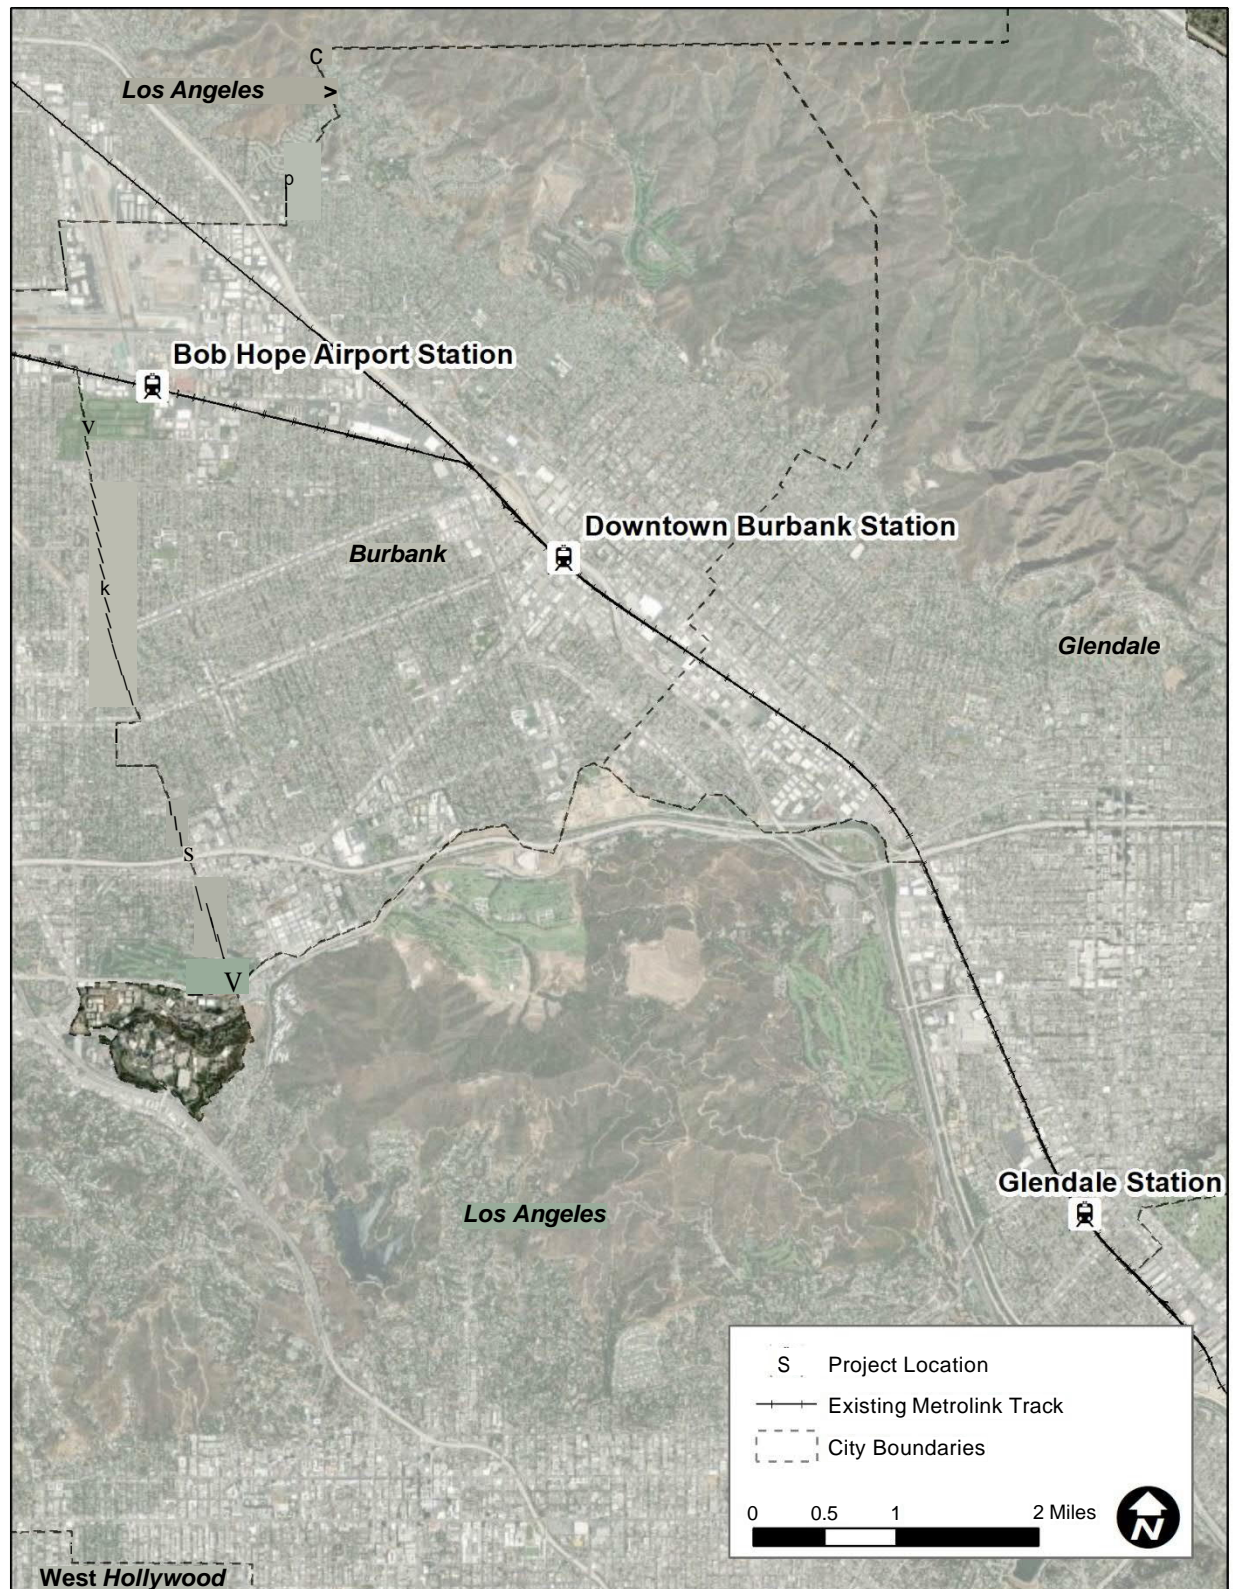 C
Los Angeles >
p
Bob Hope Airport Station
V
Downtown Burbank Station
Burbank
k
Glendale
S
V
Glendale Station
Los Angeles
S Project Location
Existing Metrolink Track
City Boundaries
0 0.5 1 2 Miles
N
West Hollywood